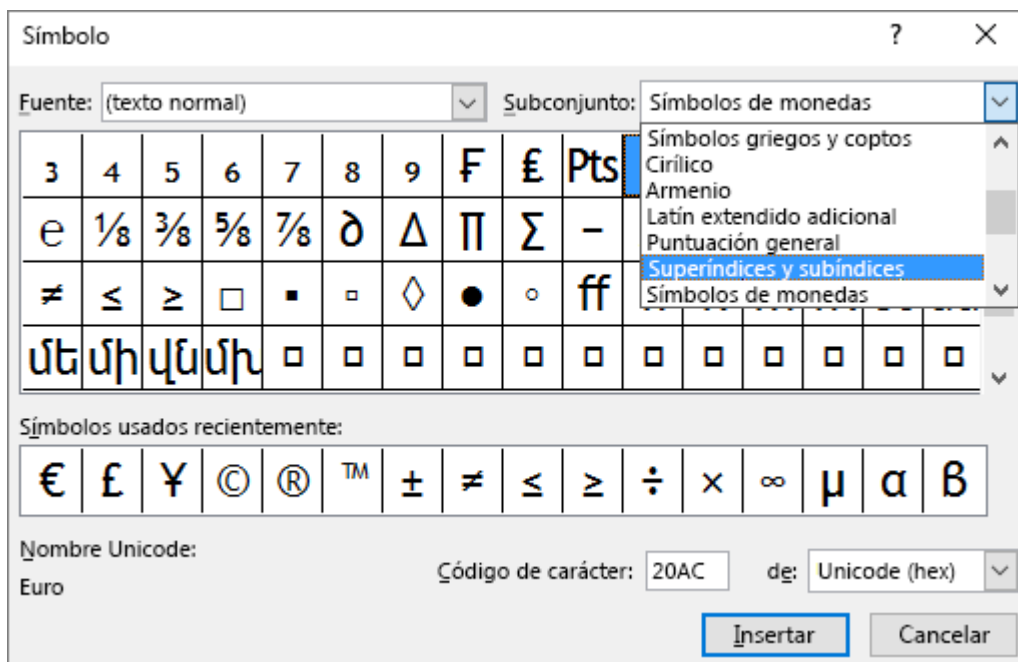 Símbolo ?
Fuente: (texto normal) Subconjunto: Símbolos de monedas
Símbolos griegos y coptos
Cirílico
Armenio
Latín extendido adicional
Puntuación general
Superíndices y subíndices
Símbolos de monedas
3 4 5 6 7 8 9 ₣ ₤ Pts
℮ ⅛ ⅜ ⅝ ⅞ ∂ ∆ ∏ ∑ −
≠ ≤ ≥ □ ▪ ▫ ◊ ● ◦ ff
մե մի վն մխ
Símbolos usados recientemente:
€ £ ¥ © ® ™ ± ≠ ≤ ≥ ÷ × ∞ µ α β
Nombre Unicode:
Euro
Código de carácter: 20AC de: Unicode (hex)
Insertar Cancelar